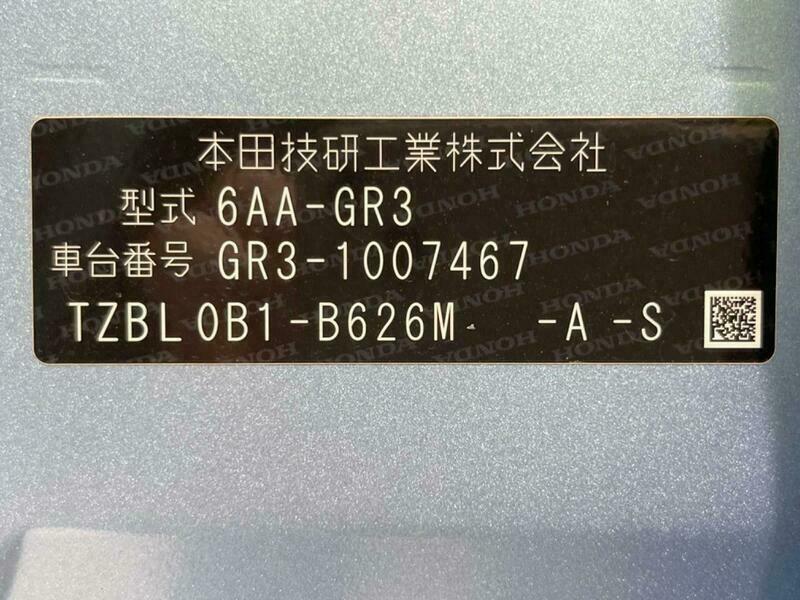 本田技研工業株式会社
型式 6AA-GR3
車台番号 GR3-1007467
TZBL0B1-B626M -A -S